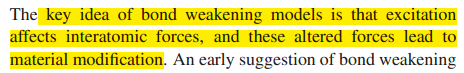 The key idea of bond weakening models is that excitation
affects interatomic forces, and these altered forces lead to
material modification. An early suggestion of bond weakening